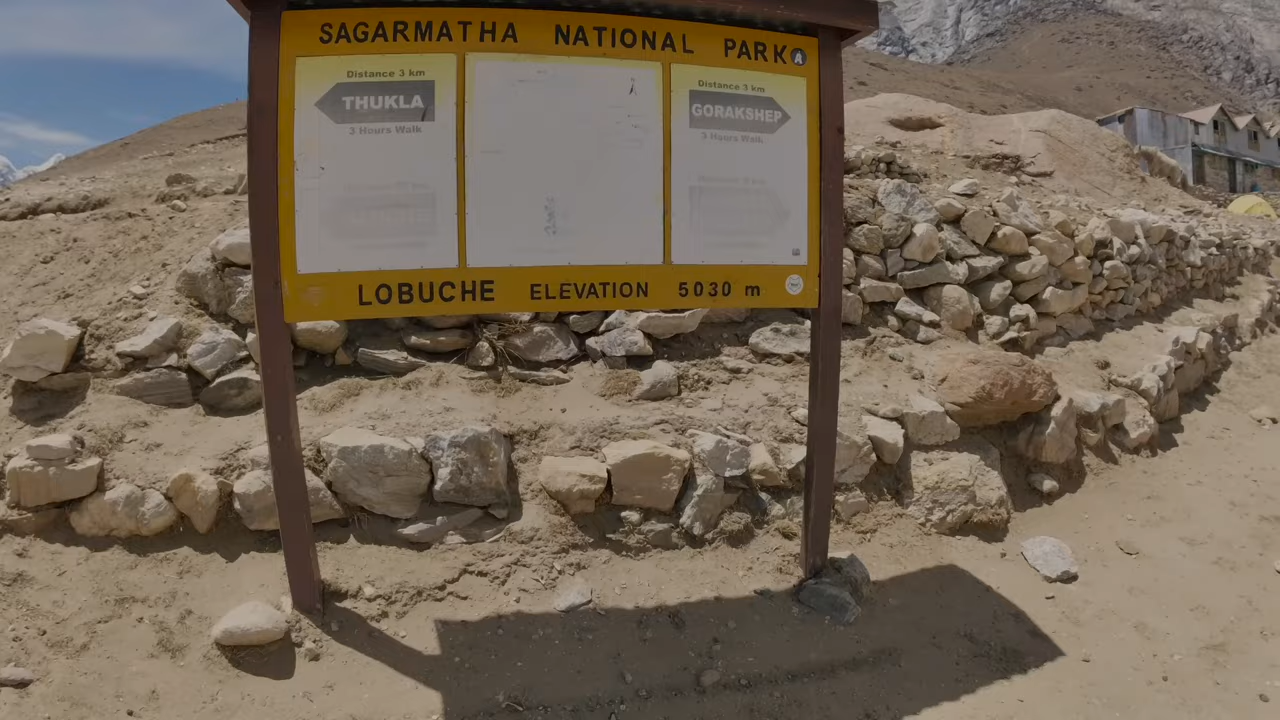 SAGARMATHA NATIONAL PARK
Distance 3 km
THUKLA
3 Hours Walk
Distance 3 km
GORAKSHEP
3 Hours Walk
LOBUCHE ELEVATION 5030 m